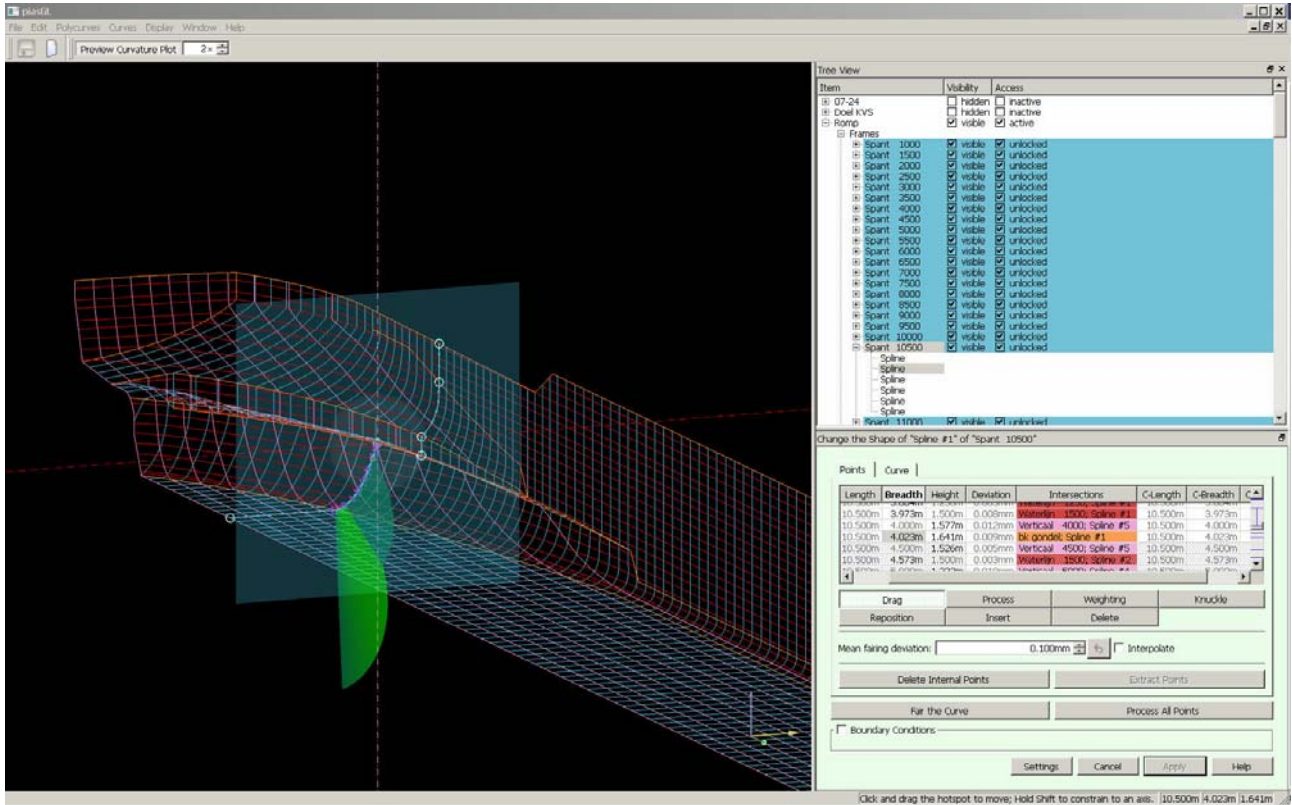 plasfit
File Edit Polycurves Curves Display Window Help
Preview Curvature Plot 2×
Tree View
Item Visibility Access
07-24 hidden inactive
Doel KVS hidden inactive
Romp visible active
Frames
Spant 1000 visible unlocked
Spant 1500 visible unlocked
Spant 2000 visible unlocked
Spant 2500 visible unlocked
Spant 3000 visible unlocked
Spant 3500 visible unlocked
Spant 4000 visible unlocked
Spant 4500 visible unlocked
Spant 5000 visible unlocked
Spant 5500 visible unlocked
Spant 6000 visible unlocked
Spant 6500 visible unlocked
Spant 7000 visible unlocked
Spant 7500 visible unlocked
Spant 8000 visible unlocked
Spant 8500 visible unlocked
Spant 9000 visible unlocked
Spant 9500 visible unlocked
Spant 10000 visible unlocked
Spant 10500 visible unlocked
Spline
Spline
Spline
Spline
Spline
Spline
Spant 11000 visible unlocked
Change the Shape of "Spline #1" of "Spant 10500"
Points Curve
Length Breadth Height Deviation Intersections C-Length C-Breadth C
10.500m 3.973m 1.500m 0.008mm Waterlijn 1500; Spline #1 10.500m 3.973m
10.500m 4.000m 1.577m 0.012mm Verticaal 4000; Spline #5 10.500m 4.000m
10.500m 4.023m 1.641m 0.009mm bk gondel; Spline #1 10.500m 4.023m
10.500m 4.500m 1.526m 0.005mm Verticaal 4500; Spline #5 10.500m 4.500m
10.500m 4.573m 1.500m 0.003mm Waterlijn 1500; Spline #2 10.500m 4.573m
Drag Process Weighting Knuckle
Reposition Insert Delete
Mean fairing deviation: 0.100mm Interpolate
Delete Internal Points Extract Points
Fair the Curve Process All Points
Boundary Conditions
Settings Cancel Apply Help
Click and drag the hotspot to move; Hold Shift to constrain to an axis. 10.500m 4.023m 1.641m